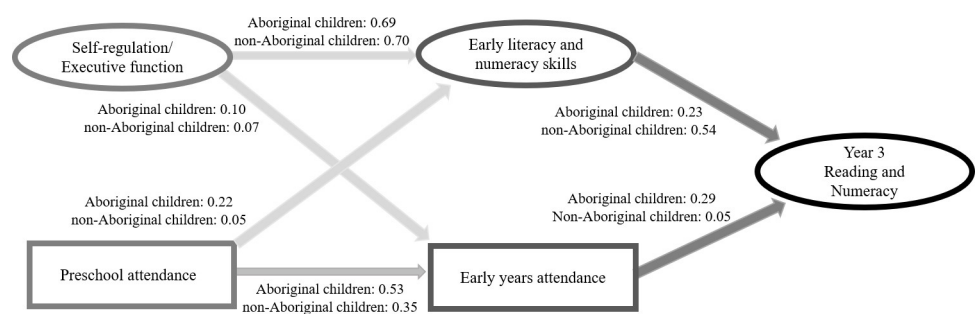 Aboriginal children: 0.69
non-Aboriginal children: 0.70
Self-regulation/
Executive function
Early literacy and
numeracy skills
Aboriginal children: 0.10
non-Aboriginal children: 0.07
Aboriginal children: 0.23
non-Aboriginal children: 0.54
Year 3
Reading and
Numeracy
Aboriginal children: 0.22
non-Aboriginal children: 0.05
Aboriginal children: 0.29
Non-Aboriginal children: 0.05
Preschool attendance
Early years attendance
Aboriginal children: 0.53
non-Aboriginal children: 0.35